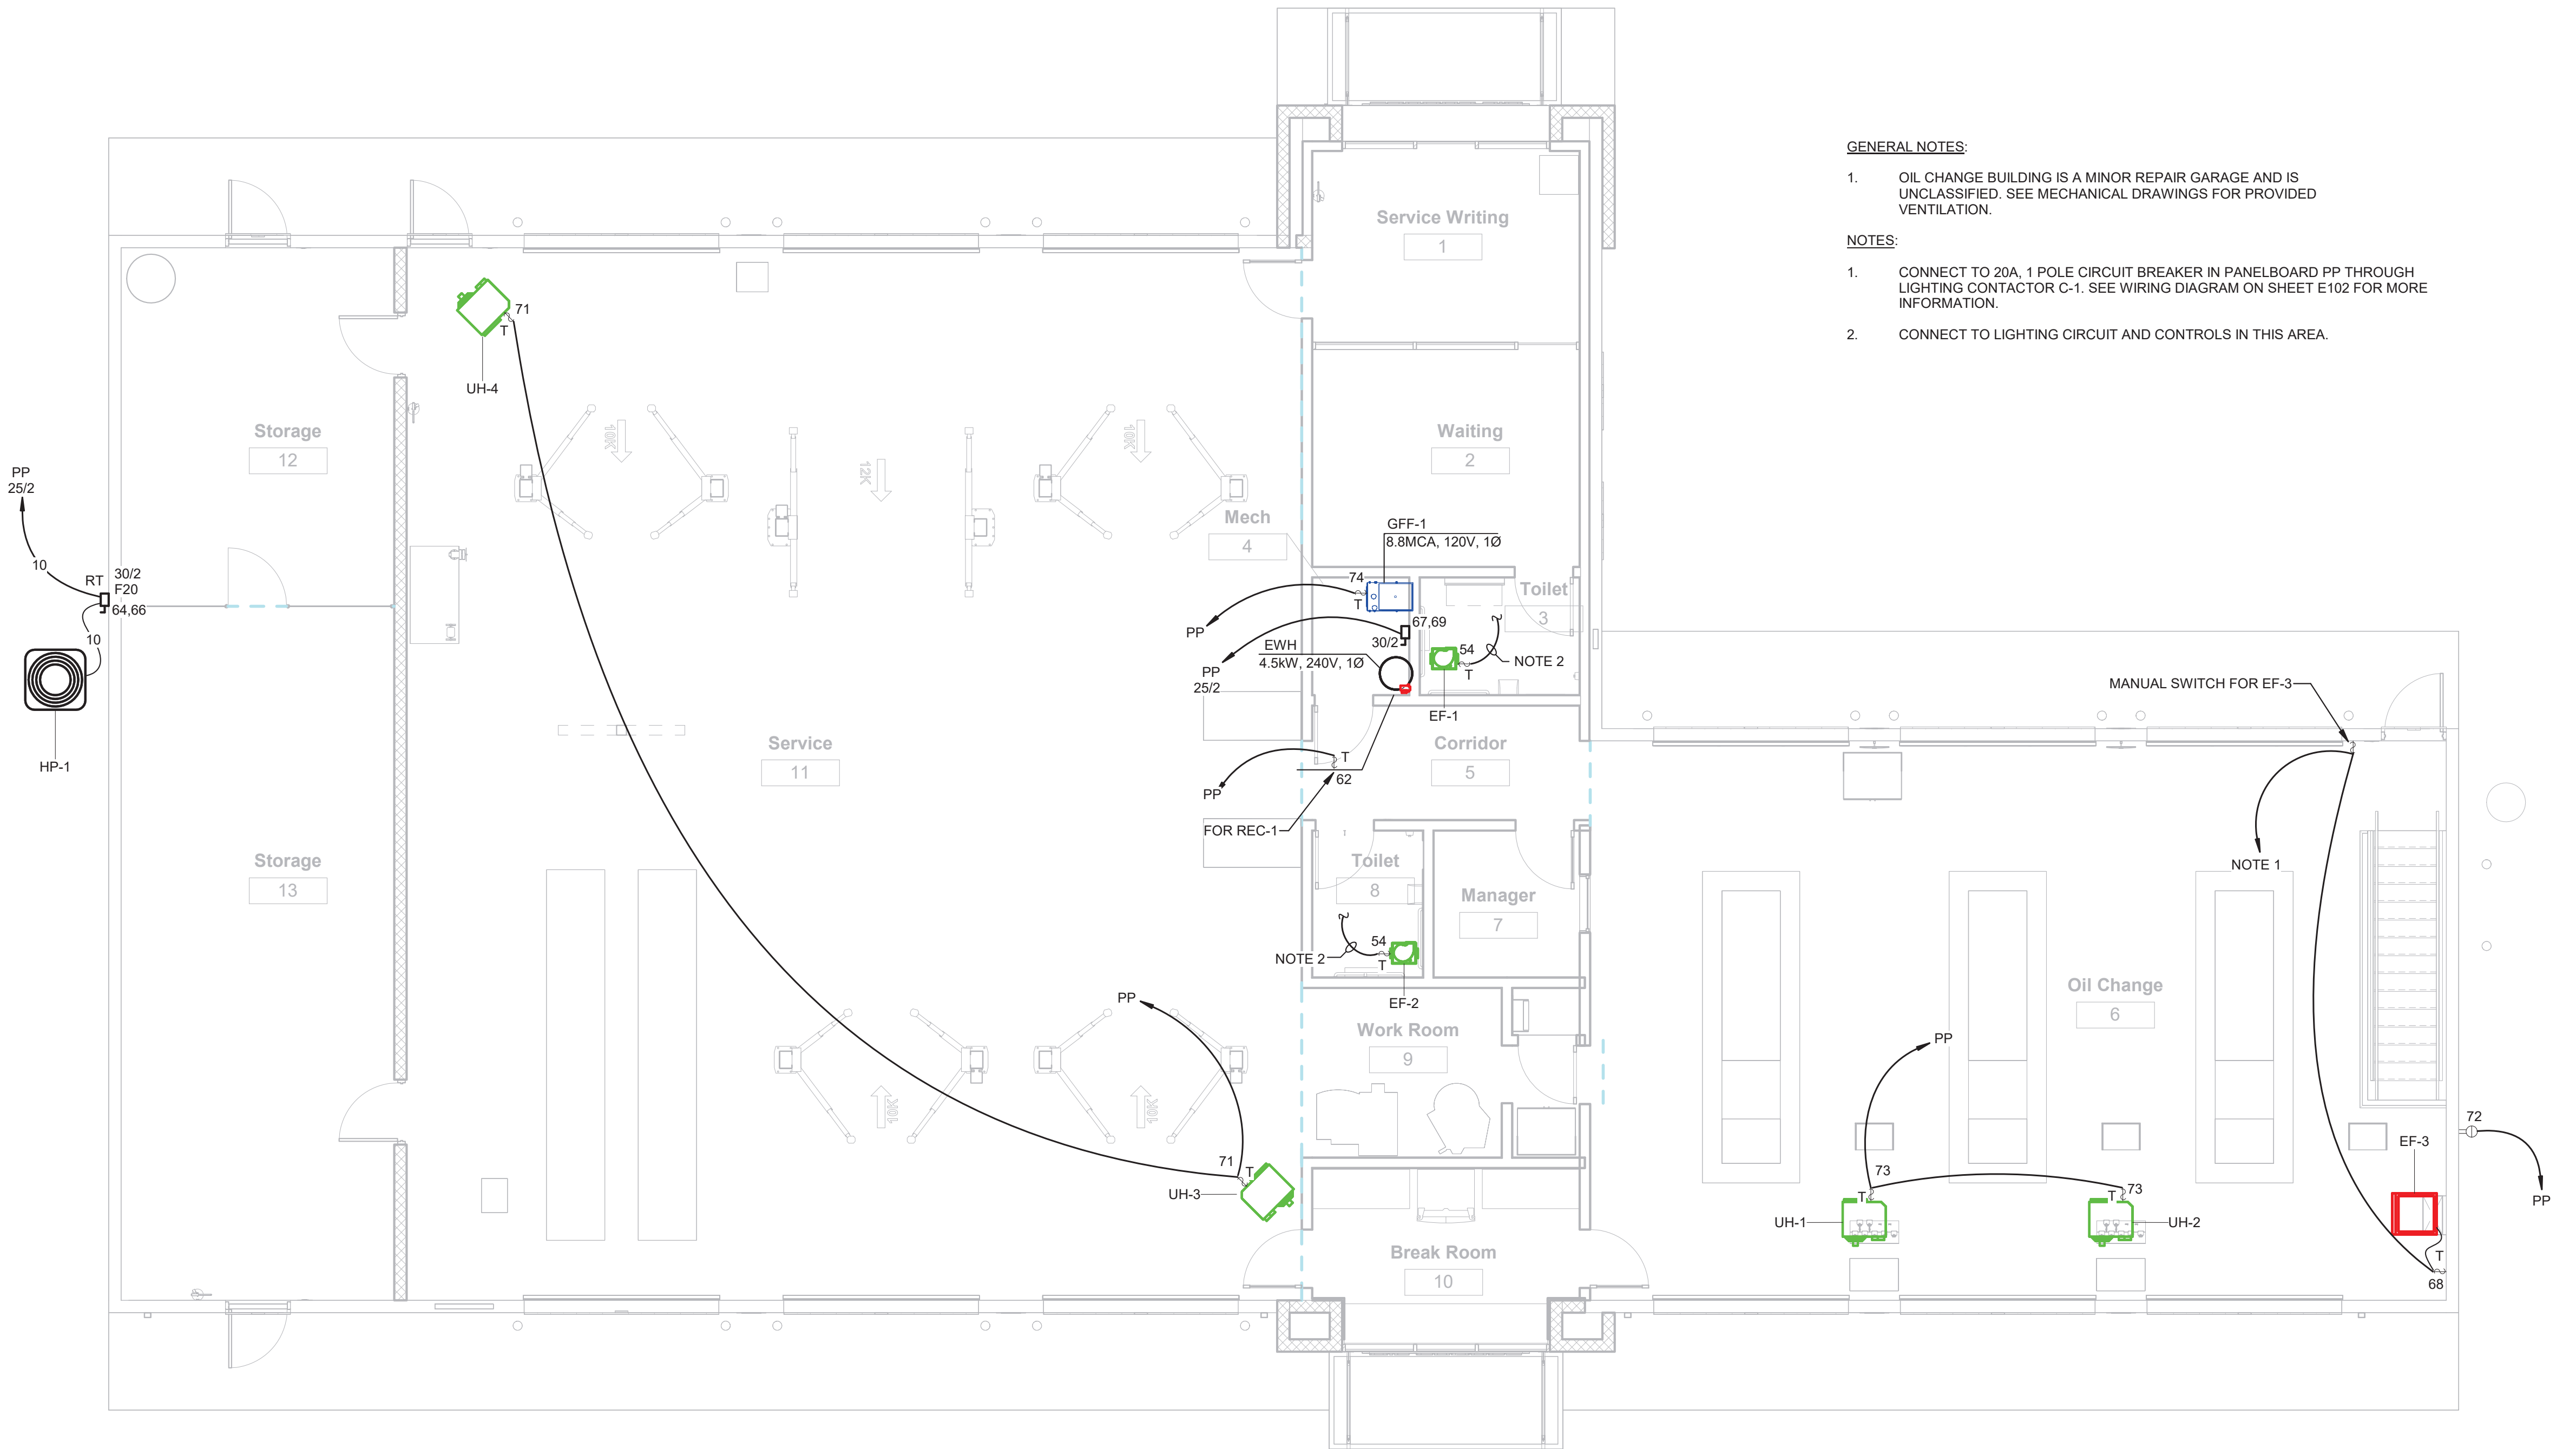 GENERAL NOTES:
1. OIL CHANGE BUILDING IS A MINOR REPAIR GARAGE AND IS
UNCLASSIFIED. SEE MECHANICAL DRAWINGS FOR PROVIDED
VENTILATION.
NOTES:
1. CONNECT TO 20A, 1 POLE CIRCUIT BREAKER IN PANELBOARD PP THROUGH
LIGHTING CONTACTOR C-1. SEE WIRING DIAGRAM ON SHEET E102 FOR MORE
INFORMATION.
2. CONNECT TO LIGHTING CIRCUIT AND CONTROLS IN THIS AREA.
Service Writing
1
71
T
UH-4
Storage
12
10K
12K
10K
Waiting
2
PP
25/2
10
RT
30/2
F20
64,66
10
HP-1
Mech
4
GFF-1
8.8MCA, 120V, 1Ø
74
T
PP
67,69
30/2
EWH
4.5kW, 240V, 1Ø
PP
25/2
Toilet
3
54
T
NOTE 2
EF-1
MANUAL SWITCH FOR EF-3
Service
11
Corridor
5
T
62
PP
FOR REC-1
Storage
13
Toilet
8
Manager
7
54
T
NOTE 2
EF-2
NOTE 1
Oil Change
6
PP
Work Room
9
PP
10K
10K
72
PP
EF-3
71
T
UH-3
73
T
UH-1
73
T
UH-2
T
68
Break Room
10